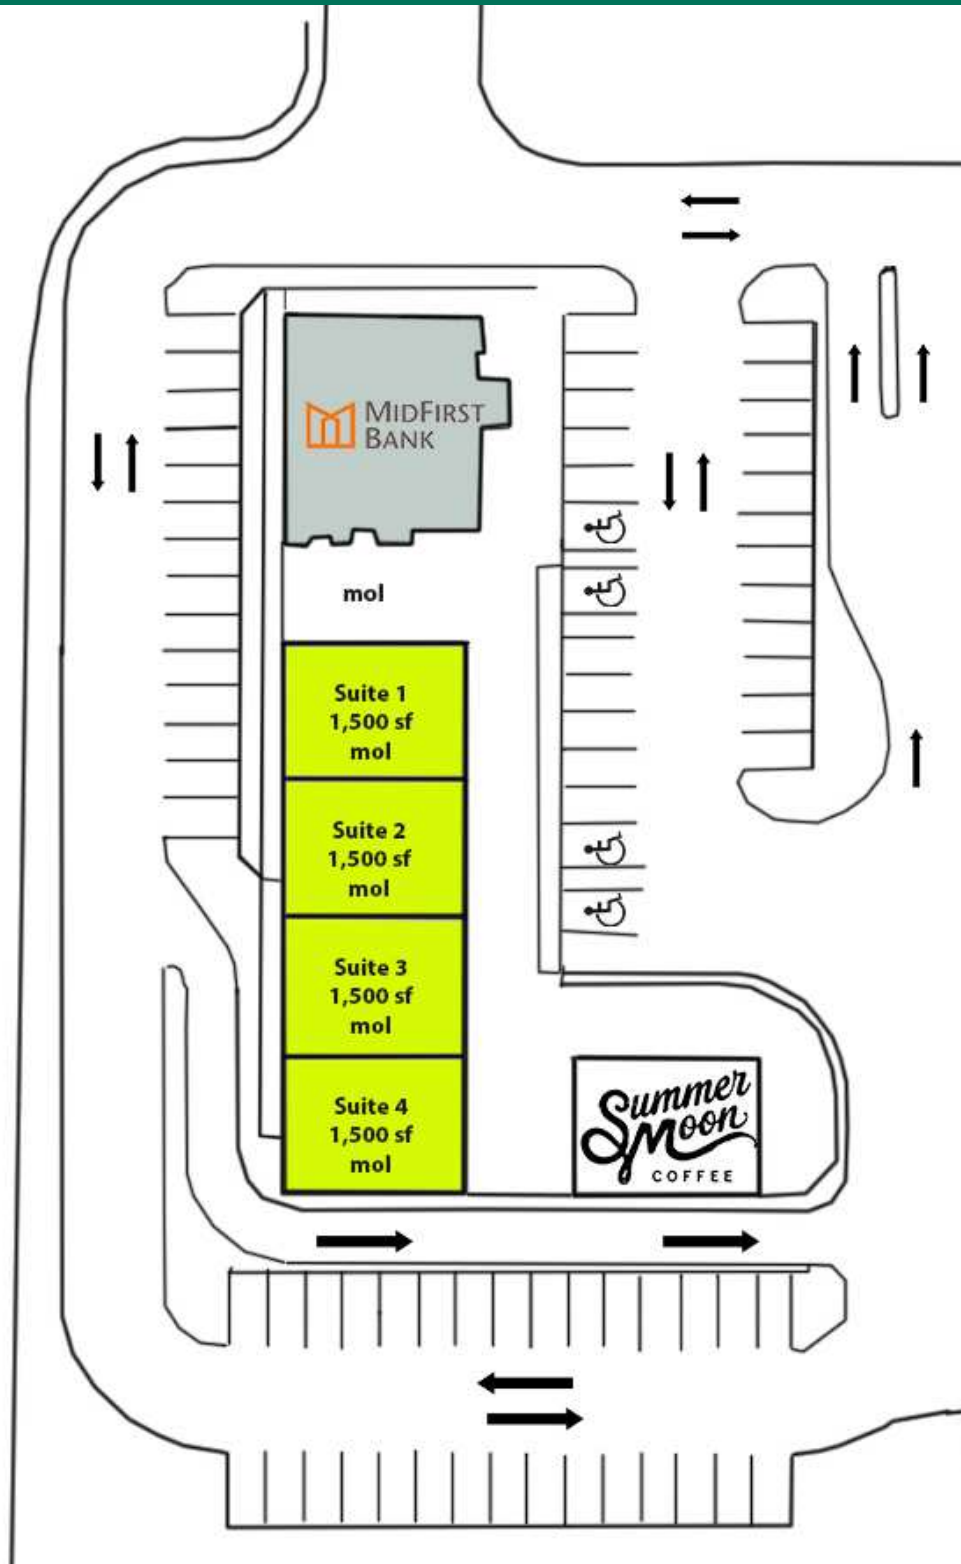 MIDFIRST
BANK
mol
Suite 1
1,500 sf
mol
Suite 2
1,500 sf
mol
Suite 3
1,500 sf
mol
Suite 4
1,500 sf
mol
Summer
Moon
COFFEE